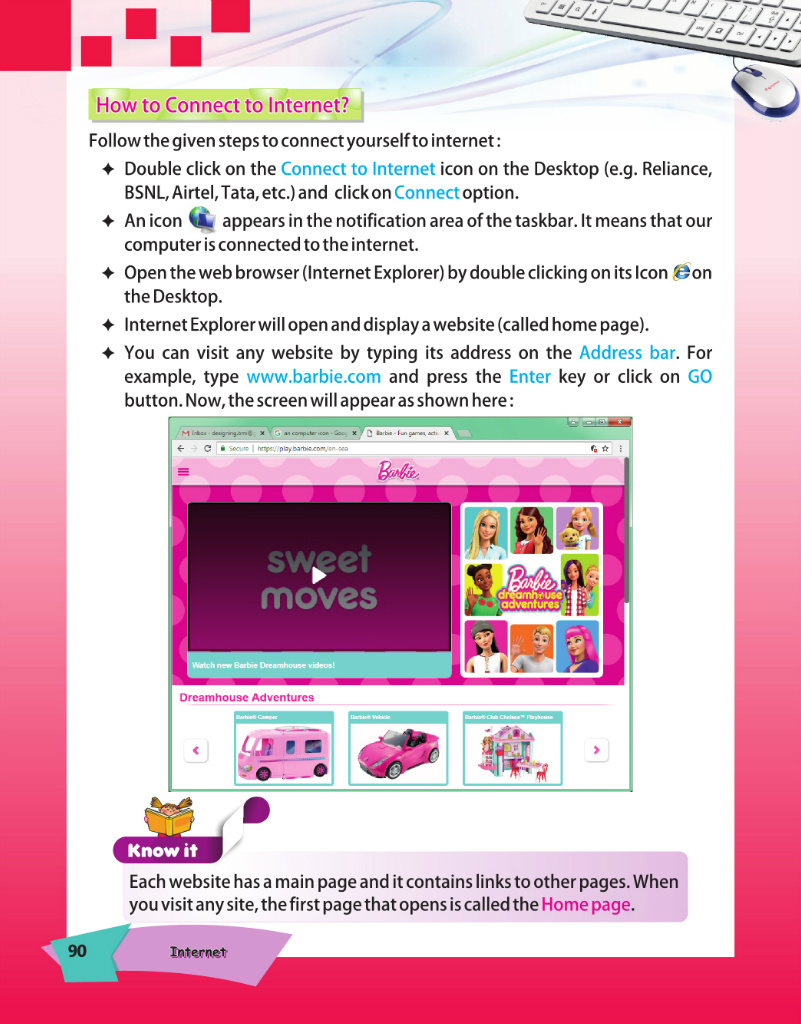 How to Connect to Internet?
Follow the given steps to connect yourself to internet :
✦ Double click on the Connect to Internet icon on the Desktop (e.g. Reliance,
BSNL, Airtel, Tata, etc.) and click on Connect option.
✦ An icon appears in the notification area of the taskbar. It means that our
computer is connected to the internet.
✦ Open the web browser (Internet Explorer) by double clicking on its Icon on
the Desktop.
✦ Internet Explorer will open and display a website (called home page).
✦ You can visit any website by typing its address on the Address bar. For
example, type www.barbie.com and press the Enter key or click on GO
button. Now, the screen will appear as shown here :
Inbox - designing.bmi@ an computer icon - Goo Barbie - Fun games, acti
Secure | https://play.barbie.com/en-
Barbie
sweet
moves
Barbie
dreamhouse
adventures
Watch new Barbie Dreamhouse videos!
Dreamhouse Adventures
Barbie® Camper Barbie® Vehicle Barbie® Club Chelsea™ Playhouse
Know it
Each website has a main page and it contains links to other pages. When
you visit any site, the first page that opens is called the Home page.
90 Internet